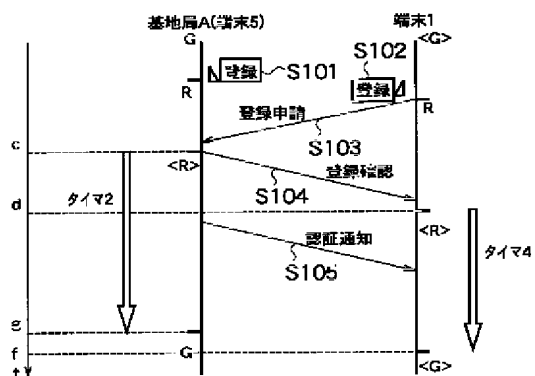 基地局A(端末5)
端末1
G
<G>
登録
S101
S102
登録
R
R
登録申請
S103
c
<R>
登録確認
S104
タイマ2
d
<R>
認証通知
S105
タイマ4
g
G
f
<G>
t